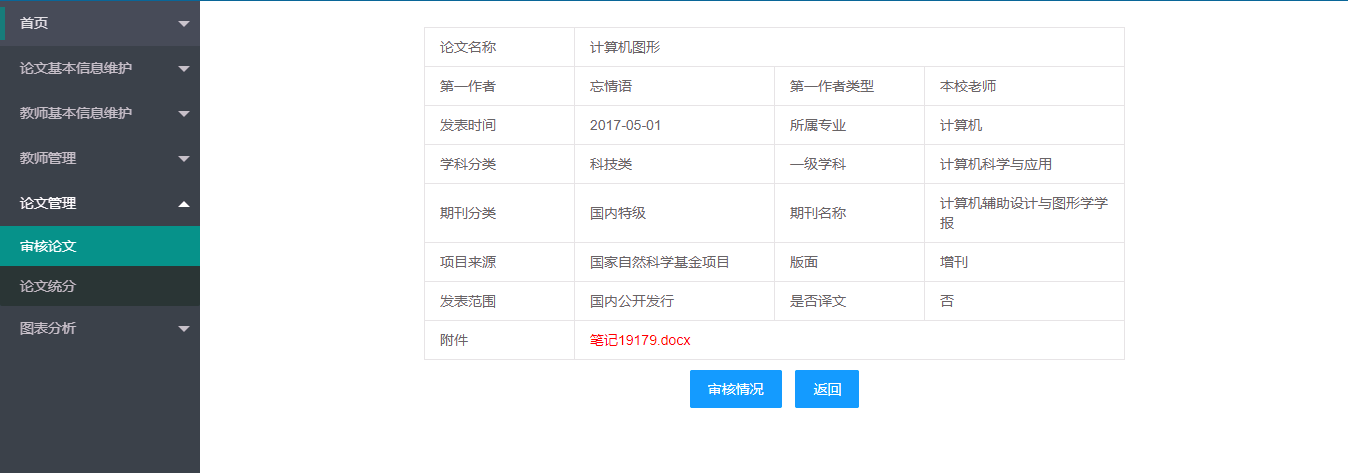 首页
论文基本信息维护
教师基本信息维护
教师管理
论文管理
审核论文
论文统分
图表分析
论文名称 计算机图形
第一作者 忘情语 第一作者类型 本校老师
发表时间 2017-05-01 所属专业 计算机
学科分类 科技类 一级学科 计算机科学与应用
期刊分类 国内特级 期刊名称 计算机辅助设计与图形学学
报
项目来源 国家自然科学基金项目 版面 增刊
发表范围 国内公开发行 是否译文 否
附件 笔记19179.docx
审核情况 返回